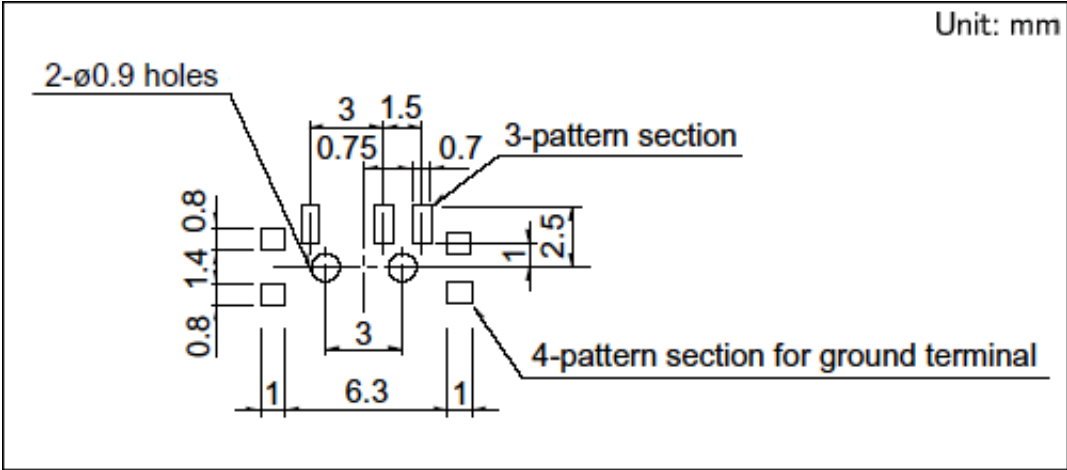 Unit: mm
2-ø0.9 holes
3 1.5
0.75 0.7
3-pattern section
0.8
2.5
1
1.4
0.8
3
4-pattern section for ground terminal
1 6.3 1